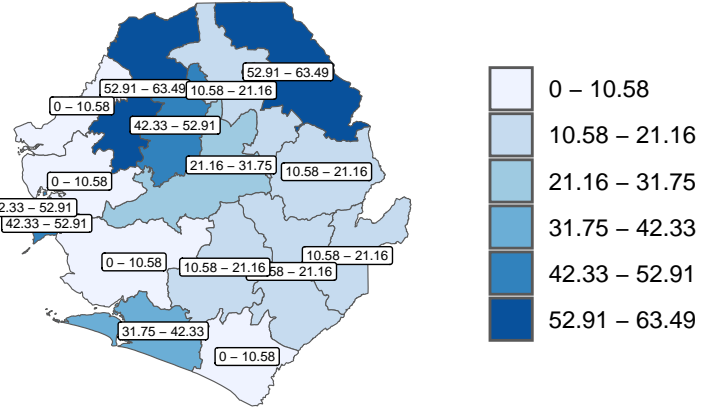 52.91 – 63.49
52.91 – 63.49
10.58 – 21.16
0 – 10.58
42.33 – 52.91
21.16 – 31.75
10.58 – 21.16
0 – 10.58
2.33 – 52.91
42.33 – 52.91
10.58 – 21.16
0 – 10.58
10.58 – 21.16
58 – 21.16
31.75 – 42.33
0 – 10.58
0 – 10.58
10.58 – 21.16
21.16 – 31.75
31.75 – 42.33
42.33 – 52.91
52.91 – 63.49